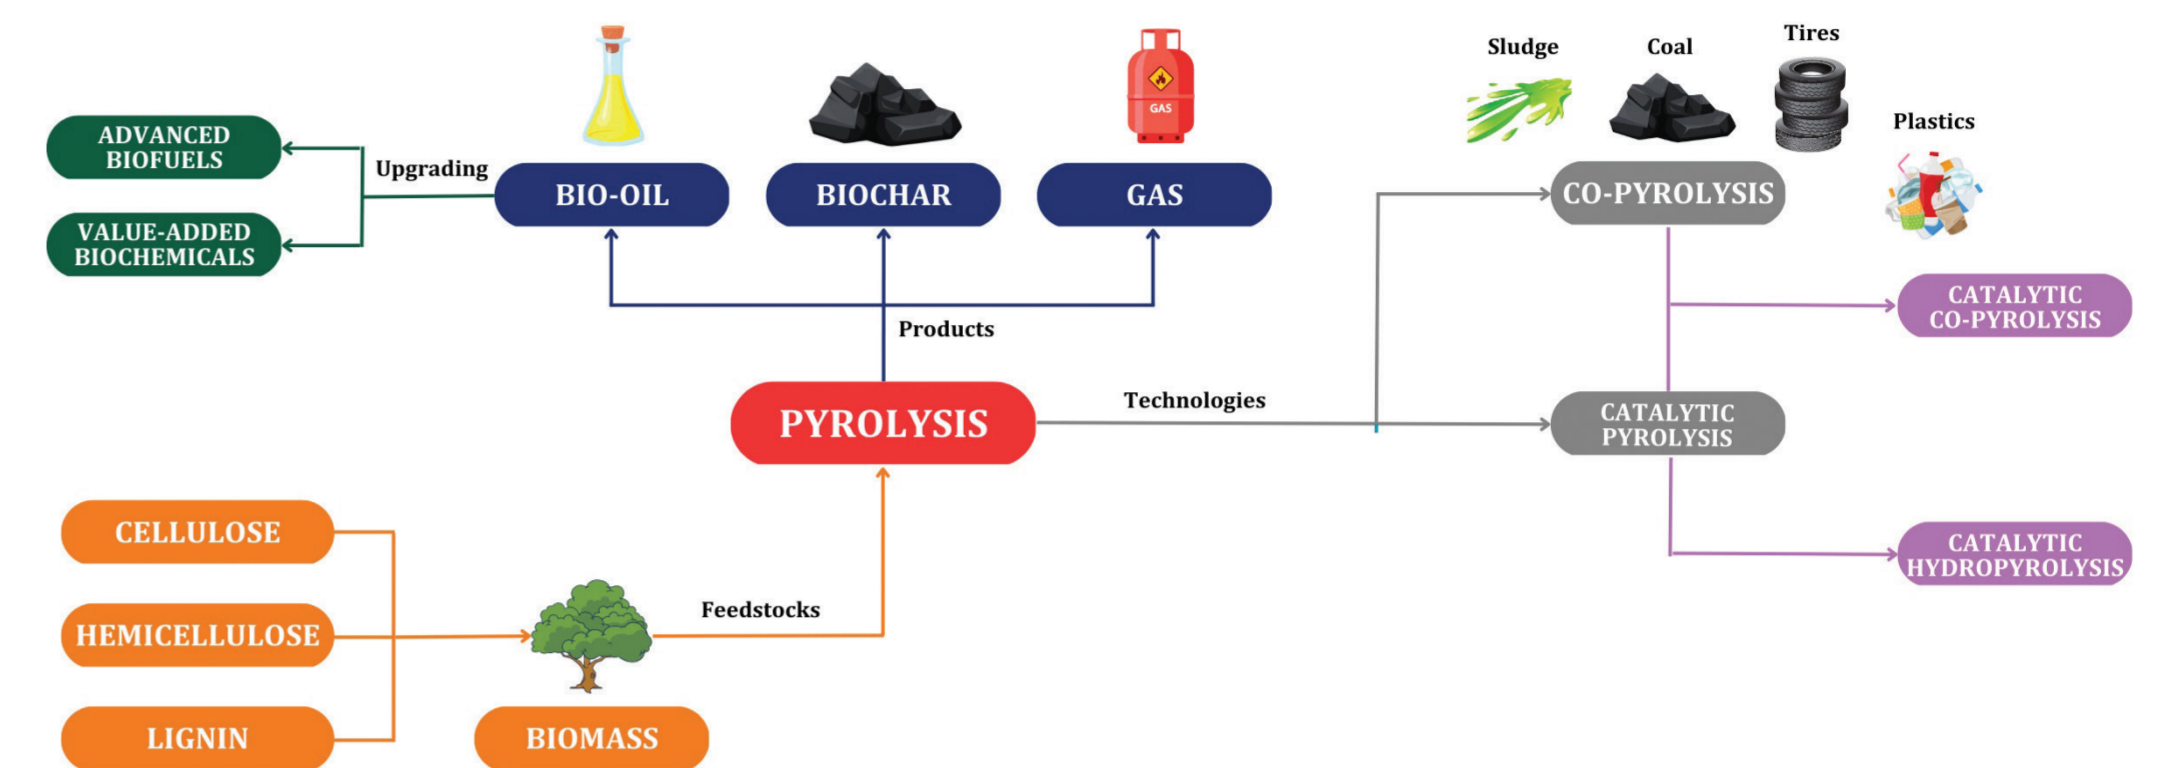 Sludge
Coal
Tires
Plastics
GAS
ADVANCED
BIOFUELS
Upgrading
BIO-OIL
BIOCHAR
GAS
CO-PYROLYSIS
VALUE-ADDED
BIOCHEMICALS
CATALYTIC
CO-PYROLYSIS
Products
Technologies
PYROLYSIS
CATALYTIC
PYROLYSIS
CELLULOSE
HEMICELLULOSE
LIGNIN
Feedstocks
BIOMASS
CATALYTIC
HYDROPYROLYSIS